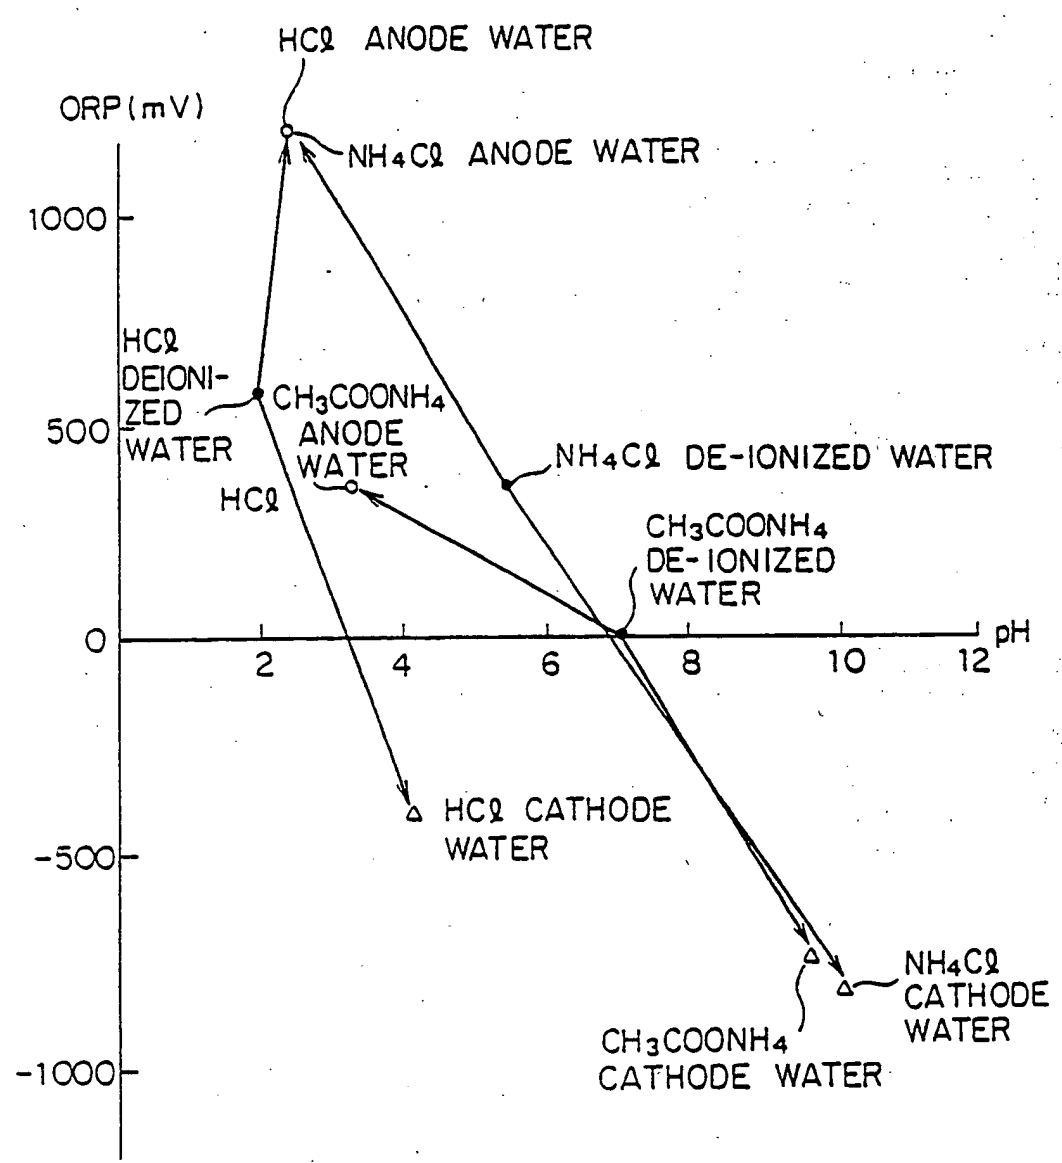 HCl ANODE WATER
ORP(mV)
NH₄Cl ANODE WATER
1000
HCl
DEIONI-
ZED
WATER
CH₃COONH₄
ANODE
WATER
500
NH₄Cl DE-IONIZED WATER
HCl
CH₃COONH₄
DE-IONIZED
WATER
0
2
4
6
8
10
12
pH
HCl CATHODE
WATER
-500
NH₄Cl
CATHODE
WATER
CH₃COONH₄
CATHODE WATER
-1000